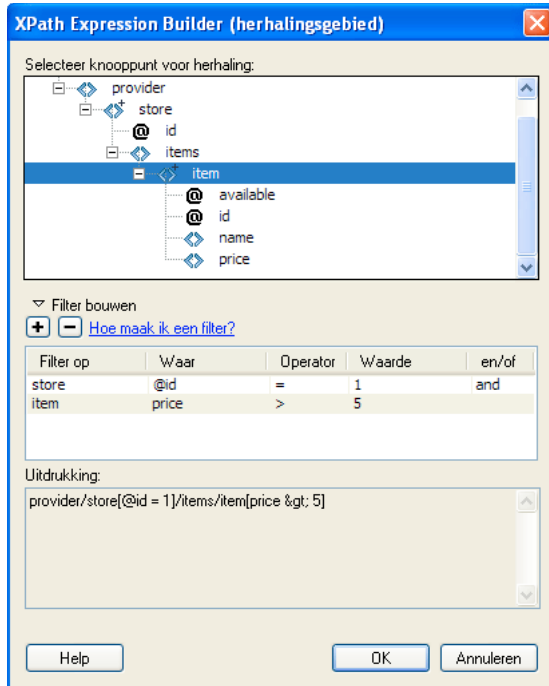 XPath Expression Builder (herhalingsgebied)
Selecteer knooppunt voor herhaling:
provider
store
@ id
items
item
@ available
@ id
name
price
Filter bouwen
Hoe maak ik een filter?
Filter op Waar Operator Waarde en/of
store @id = 1 and
item price > 5
Uitdrukking:
provider/store[@id = 1]/items/item[price &gt; 5]
Help OK Annuleren